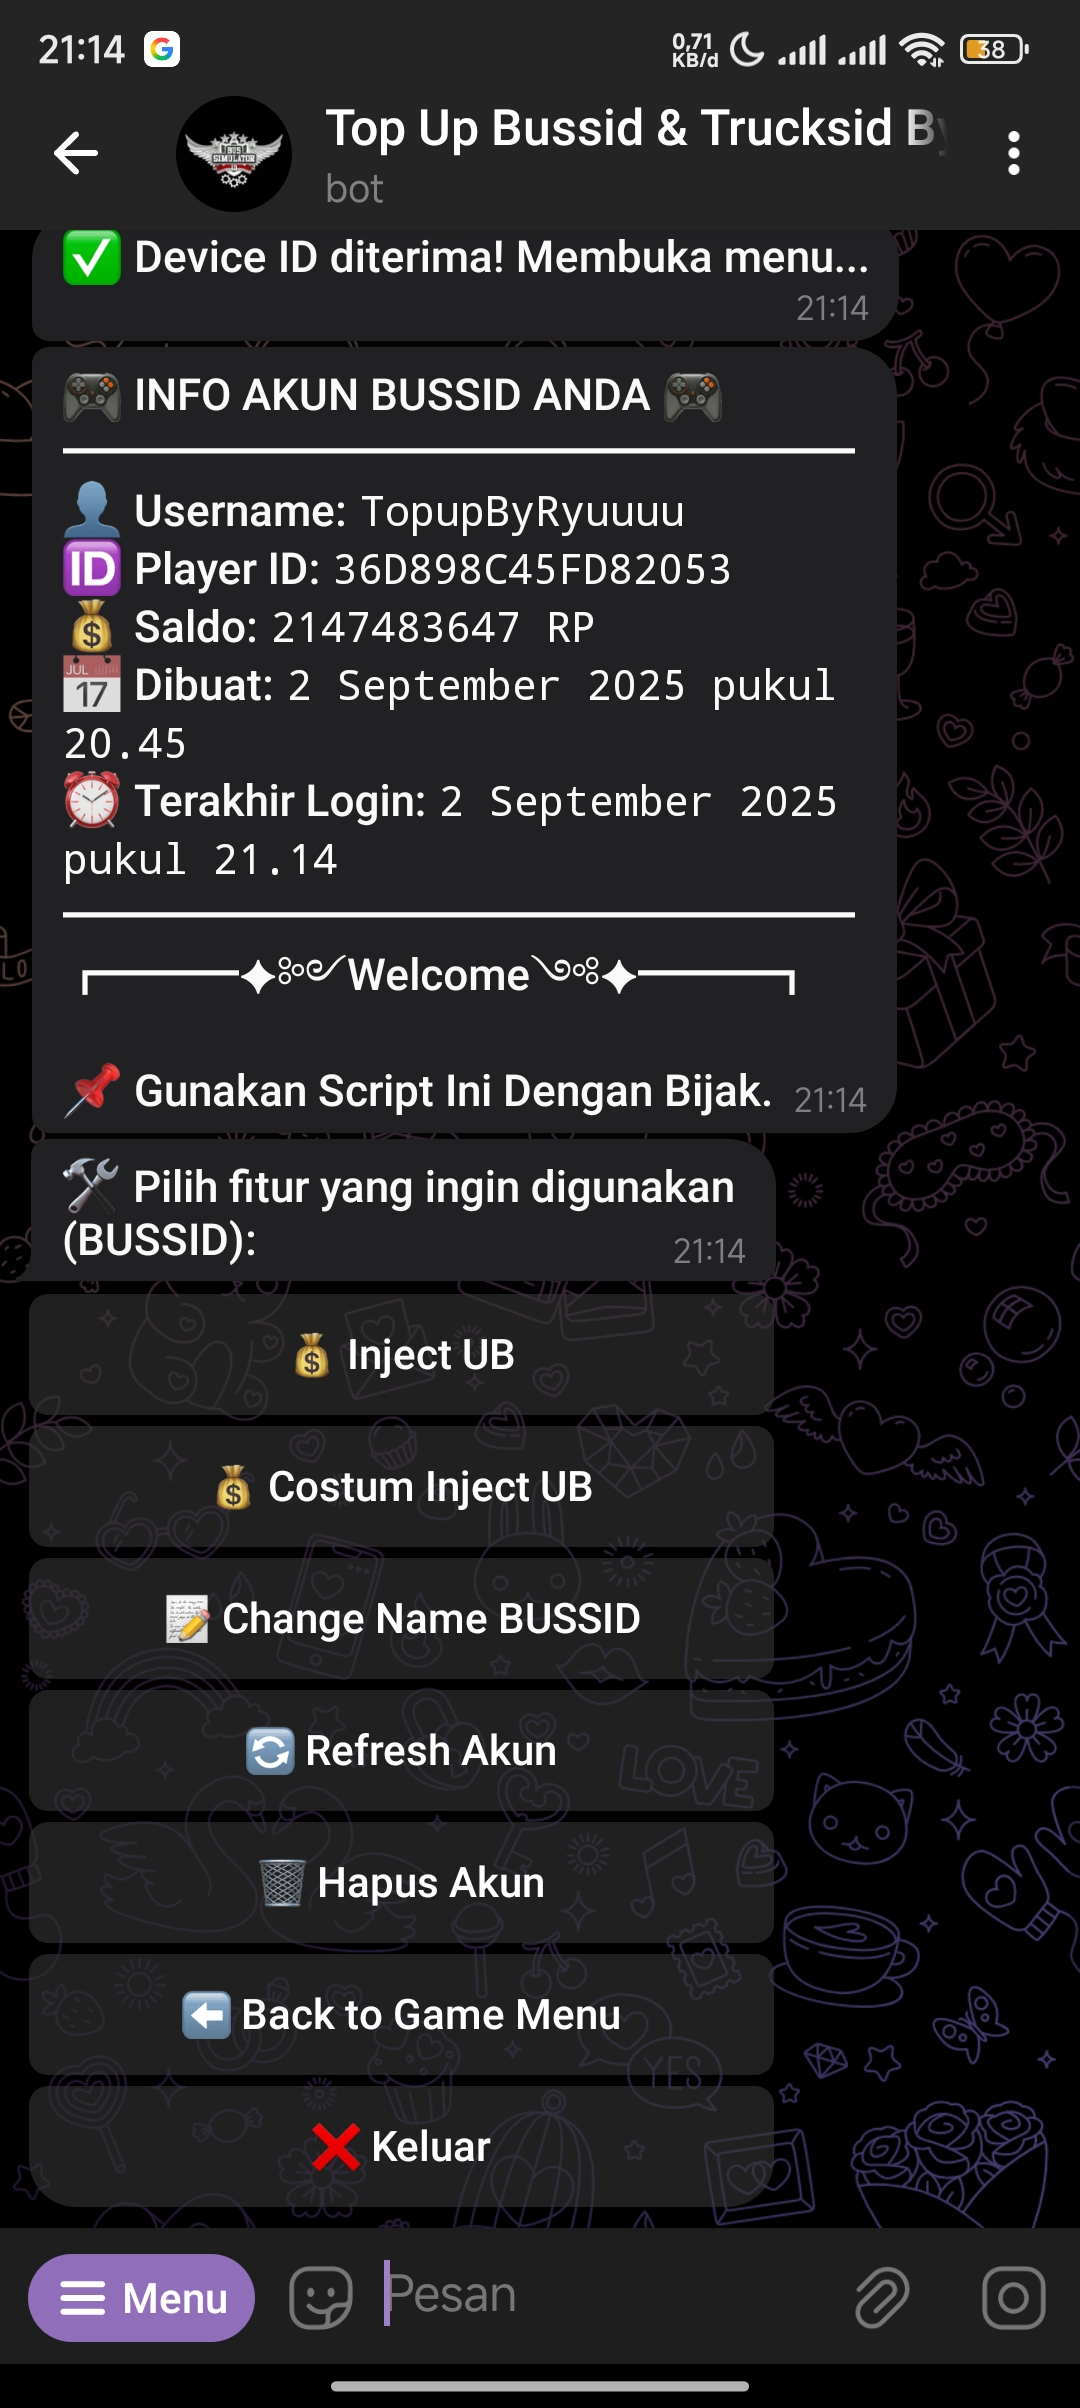 21:14
0,71
KB/d
38
Top Up Bussid & Trucksid B
bot
BUS
SIMULATOR
✅ Device ID diterima! Membuka menu...
21:14
🎮 INFO AKUN BUSSID ANDA 🎮
👤 Username: TopupByRyuuuu
🆔 Player ID: 36D898C45FD82053
💰 Saldo: 2147483647 RP
📅 Dibuat: 2 September 2025 pukul
20.45
⏰ Terakhir Login: 2 September 2025
pukul 21.14
┏━━━━✦Welcome✦━━━━┓
📌 Gunakan Script Ini Dengan Bijak. 21:14
🛠 Pilih fitur yang ingin digunakan
(BUSSID):
21:14
💰 Inject UB
💰 Costum Inject UB
📝 Change Name BUSSID
🔄 Refresh Akun
🗑 Hapus Akun
⬅️ Back to Game Menu
❌ Keluar
Menu
Pesan